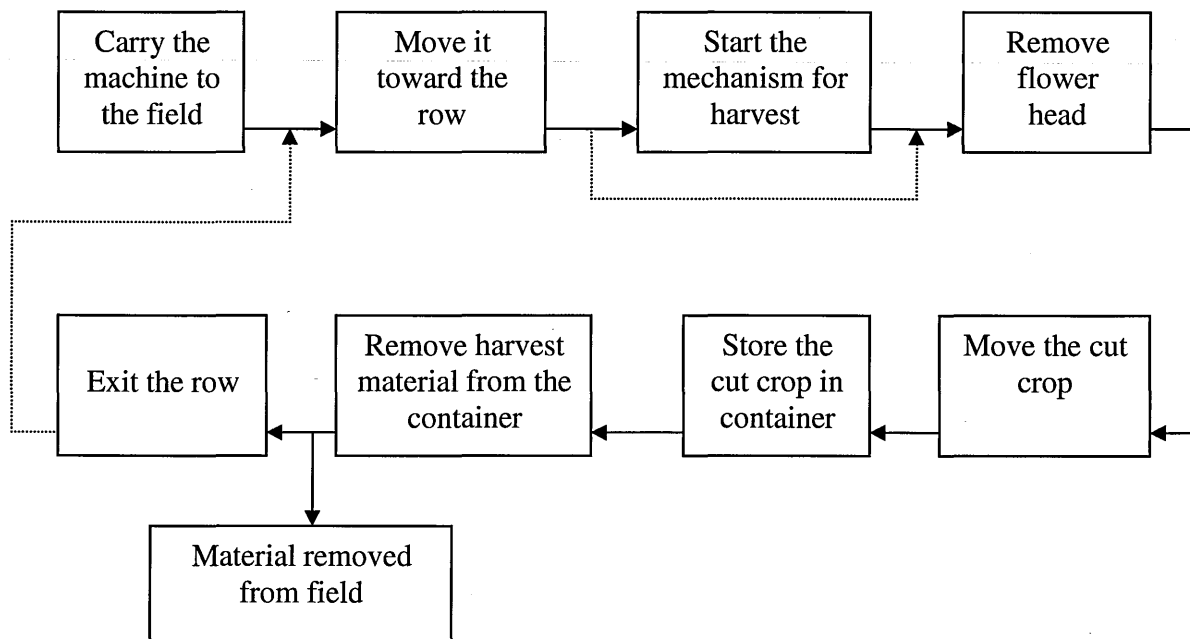 Carry the
machine to
the field
Move it
toward the
row
Start the
mechanism for
harvest
Remove
flower
head
Exit the row
Remove harvest
material from the
container
Store the
cut crop in
container
Move the cut
crop
Material removed
from field